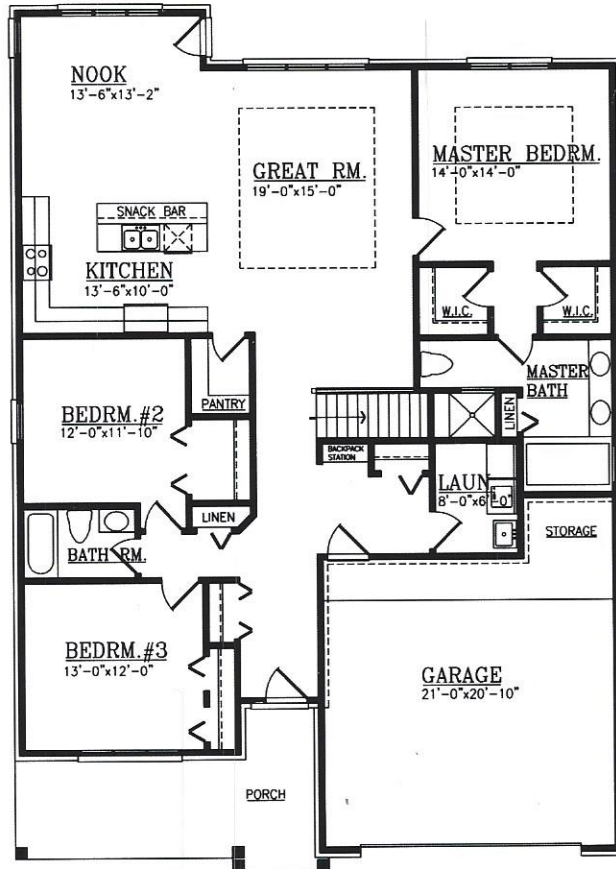 NOOK
13'-6"x13'-2"
GREAT RM.
19'-0"x15'-0"
MASTER BEDRM.
14'-0"x14'-0"
SNACK BAR
KITCHEN
13'-6"x10'-0"
W.I.C.
W.I.C.
PANTRY
MASTER
BATH
LINEN
BEDRM.#2
12'-0"x11'-10"
BACKPACK
STATION
LAUN
8'-0"x6'-0"
LINEN
STORAGE
BATH RM.
BEDRM.#3
13'-0"x12'-0"
GARAGE
21'-0"x20'-10"
PORCH